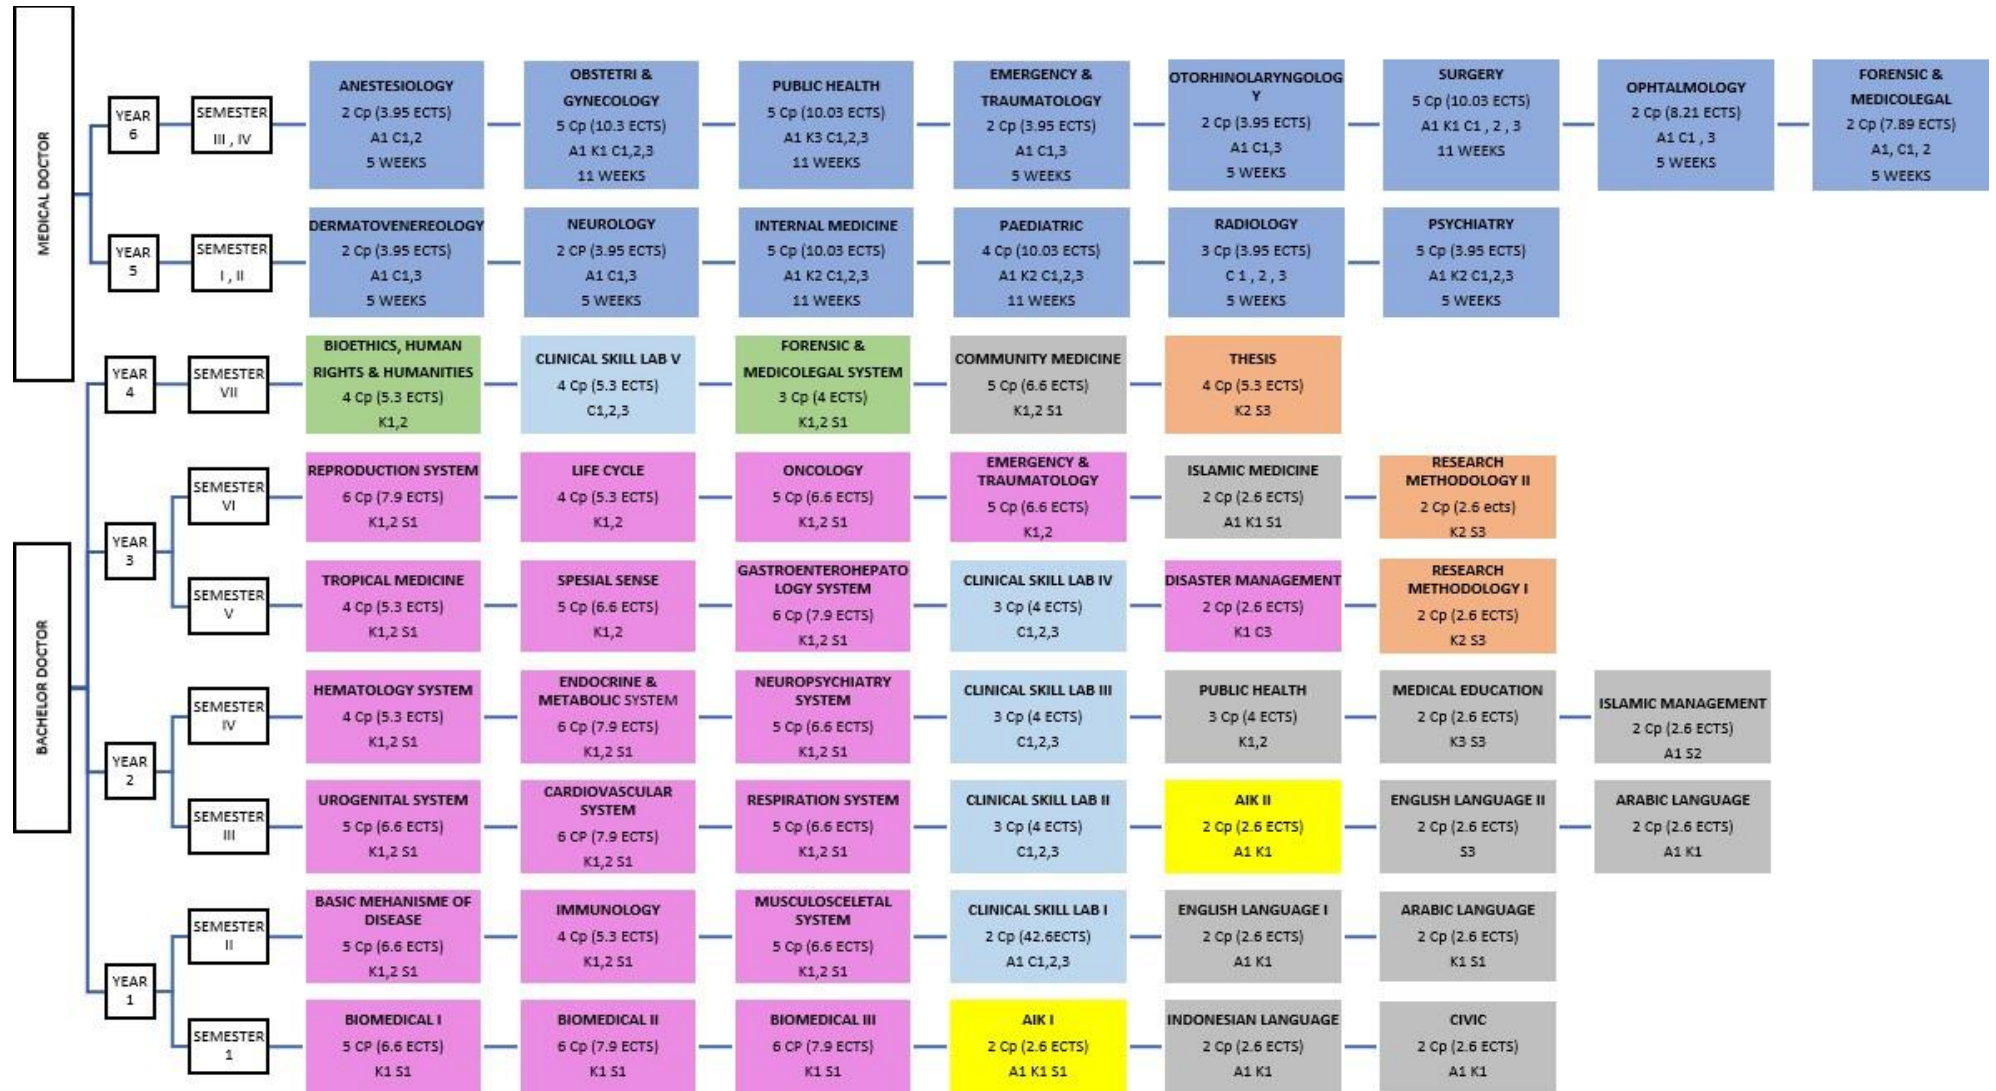 MEDICAL DOCTOR
YEAR
6
SEMESTER
III , IV
ANESTESIOLOGY
2 Cp (3.95 ECTS)
A1 C1,2
5 WEEKS
OBSTETRI &
GYNECOLOGY
5 Cp (10.3 ECTS)
A1 K1 C1,2,3
11 WEEKS
PUBLIC HEALTH
5 Cp (10.03 ECTS)
A1 K3 C1,2,3
11 WEEKS
EMERGENCY &
TRAUMATOLOGY
2 Cp (3.95 ECTS)
A1 C1,3
5 WEEKS
OTORHINOLARYNGOLOG
Y
2 Cp (3.95 ECTS)
A1 C1,3
5 WEEKS
SURGERY
5 Cp (10.03 ECTS)
A1 K1 C1 , 2 , 3
11 WEEKS
OPHTALMOLOGY
2 Cp (8.21 ECTS)
A1 C1 , 3
5 WEEKS
FORENSIC &
MEDICOLEGAL
2 Cp (7.89 ECTS)
A1, C1, 2
5 WEEKS
YEAR
5
SEMESTER
I , II
DERMATOVENEREOLOGY
2 Cp (3.95 ECTS)
A1 C1,3
5 WEEKS
NEUROLOGY
2 CP (3.95 ECTS)
A1 C1,3
5 WEEKS
INTERNAL MEDICINE
5 Cp (10.03 ECTS)
A1 K2 C1,2,3
11 WEEKS
PAEDIATRIC
4 Cp (10.03 ECTS)
A1 K2 C1,2,3
11 WEEKS
RADIOLOGY
3 Cp (3.95 ECTS)
C 1 , 2 , 3
5 WEEKS
PSYCHIATRY
5 Cp (3.95 ECTS)
A1 K2 C1,2,3
5 WEEKS
BACHELOR DOCTOR
YEAR
4
SEMESTER
VII
BIOETHICS, HUMAN
RIGHTS & HUMANITIES
4 Cp (5.3 ECTS)
K1,2
CLINICAL SKILL LAB V
4 Cp (5.3 ECTS)
C1,2,3
FORENSIC &
MEDICOLEGAL SYSTEM
3 Cp (4 ECTS)
K1,2 S1
COMMUNITY MEDICINE
5 Cp (6.6 ECTS)
K1,2 S1
THESIS
4 Cp (5.3 ECTS)
K2 S3
YEAR
3
SEMESTER
VI
REPRODUCTION SYSTEM
6 Cp (7.9 ECTS)
K1,2 S1
LIFE CYCLE
4 Cp (5.3 ECTS)
K1,2
ONCOLOGY
5 Cp (6.6 ECTS)
K1,2 S1
EMERGENCY &
TRAUMATOLOGY
5 Cp (6.6 ECTS)
K1,2
ISLAMIC MEDICINE
2 Cp (2.6 ECTS)
A1 K1 S1
RESEARCH
METHODOLOGY II
2 Cp (2.6 ects)
K2 S3
SEMESTER
V
TROPICAL MEDICINE
4 Cp (5.3 ECTS)
K1,2 S1
SPESIAL SENSE
5 Cp (6.6 ECTS)
K1,2
GASTROENTEROHEPATO
LOGY SYSTEM
6 Cp (7.9 ECTS)
K1,2 S1
CLINICAL SKILL LAB IV
3 Cp (4 ECTS)
C1,2,3
DISASTER MANAGEMENT
2 Cp (2.6 ECTS)
K1 C3
RESEARCH
METHODOLOGY I
2 Cp (2.6 ECTS)
K2 S3
YEAR
2
SEMESTER
IV
HEMATOLOGY SYSTEM
4 Cp (5.3 ECTS)
K1,2 S1
ENDOCRINE &
METABOLIC SYSTEM
6 Cp (7.9 ECTS)
K1,2 S1
NEUROPSYCHIATRY
SYSTEM
5 Cp (6.6 ECTS)
K1,2 S1
CLINICAL SKILL LAB III
3 Cp (4 ECTS)
C1,2,3
PUBLIC HEALTH
3 Cp (4 ECTS)
K1,2
MEDICAL EDUCATION
2 Cp (2.6 ECTS)
K3 S3
ISLAMIC MANAGEMENT
2 Cp (2.6 ECTS)
A1 S2
SEMESTER
III
UROGENITAL SYSTEM
5 Cp (6.6 ECTS)
K1,2 S1
CARDIOVASCULAR
SYSTEM
6 CP (7.9 ECTS)
K1,2 S1
RESPIRATION SYSTEM
5 Cp (6.6 ECTS)
K1,2 S1
CLINICAL SKILL LAB II
3 Cp (4 ECTS)
C1,2,3
AIK II
2 Cp (2.6 ECTS)
A1 K1
ENGLISH LANGUAGE II
2 Cp (2.6 ECTS)
S3
ARABIC LANGUAGE
2 Cp (2.6 ECTS)
A1 K1
YEAR
1
SEMESTER
II
BASIC MEHANISME OF
DISEASE
5 Cp (6.6 ECTS)
K1,2 S1
IMMUNOLOGY
4 Cp (5.3 ECTS)
K1,2 S1
MUSCULOSCELETAL
SYSTEM
5 Cp (6.6 ECTS)
K1,2 S1
CLINICAL SKILL LAB I
2 Cp (42.6ECTS)
A1 C1,2,3
ENGLISH LANGUAGE I
2 Cp (2.6 ECTS)
A1 K1
ARABIC LANGUAGE
2 Cp (2.6 ECTS)
K1 S1
SEMESTER
1
BIOMEDICAL I
5 CP (6.6 ECTS)
K1 S1
BIOMEDICAL II
6 Cp (7.9 ECTS)
K1 S1
BIOMEDICAL III
6 CP (7.9 ECTS)
K1 S1
AIK I
2 Cp (2.6 ECTS)
A1 K1 S1
INDONESIAN LANGUAGE
2 Cp (2.6 ECTS)
A1 K1
CIVIC
2 Cp (2.6 ECTS)
A1 K1